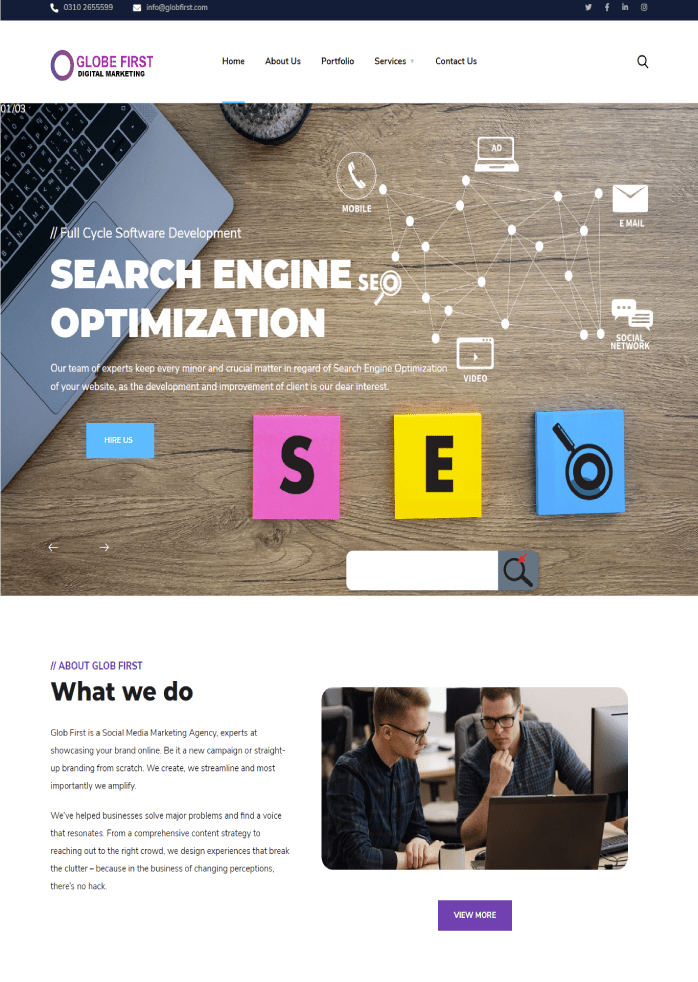 0310 2655599 info@globfirst.com
GLOBE FIRST
DIGITAL MARKETING
Home About Us Portfolio Services Contact Us
01/03
AD
MOBILE
E MAIL
// Full Cycle Software Development
SEARCH ENGINE
OPTIMIZATION
SEO
SOCIAL
NETWORK
VIDEO
Our team of experts keep every minor and crucial matter in regard of Search Engine Optimization
of your website, as the development and improvement of client is our dear interest.
HIRE US
S E O
// ABOUT GLOB FIRST
What we do
Glob First is a Social Media Marketing Agency, experts at
showcasing your brand online. Be it a new campaign or straight-
up branding from scratch. We create, we streamline and most
importantly we amplify.
We've helped businesses solve major problems and find a voice
that resonates. From a comprehensive content strategy to
reaching out to the right crowd, we design experiences that break
the clutter – because in the business of changing perceptions,
there's no hack.
VIEW MORE